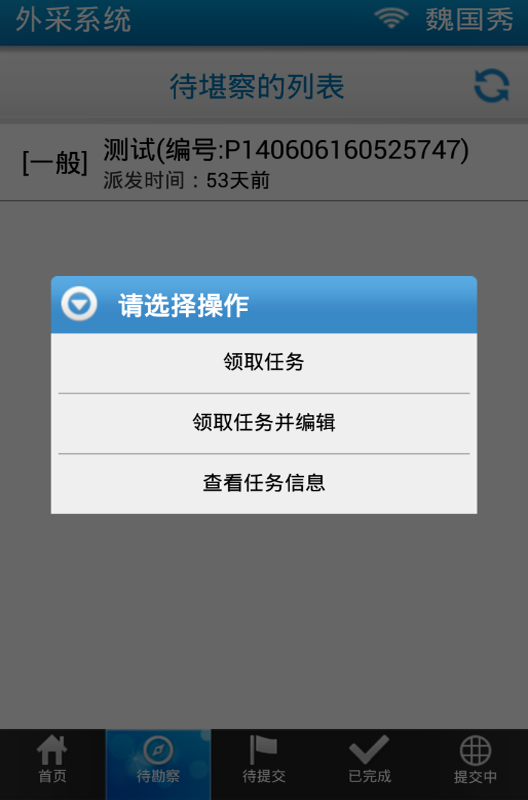 外采系统
魏国秀
待堪察的列表
[一般]
测试(编号:P140606160525747)
派发时间：53天前
请选择操作
领取任务
领取任务并编辑
查看任务信息
首页
待勘察
待提交
已完成
提交中